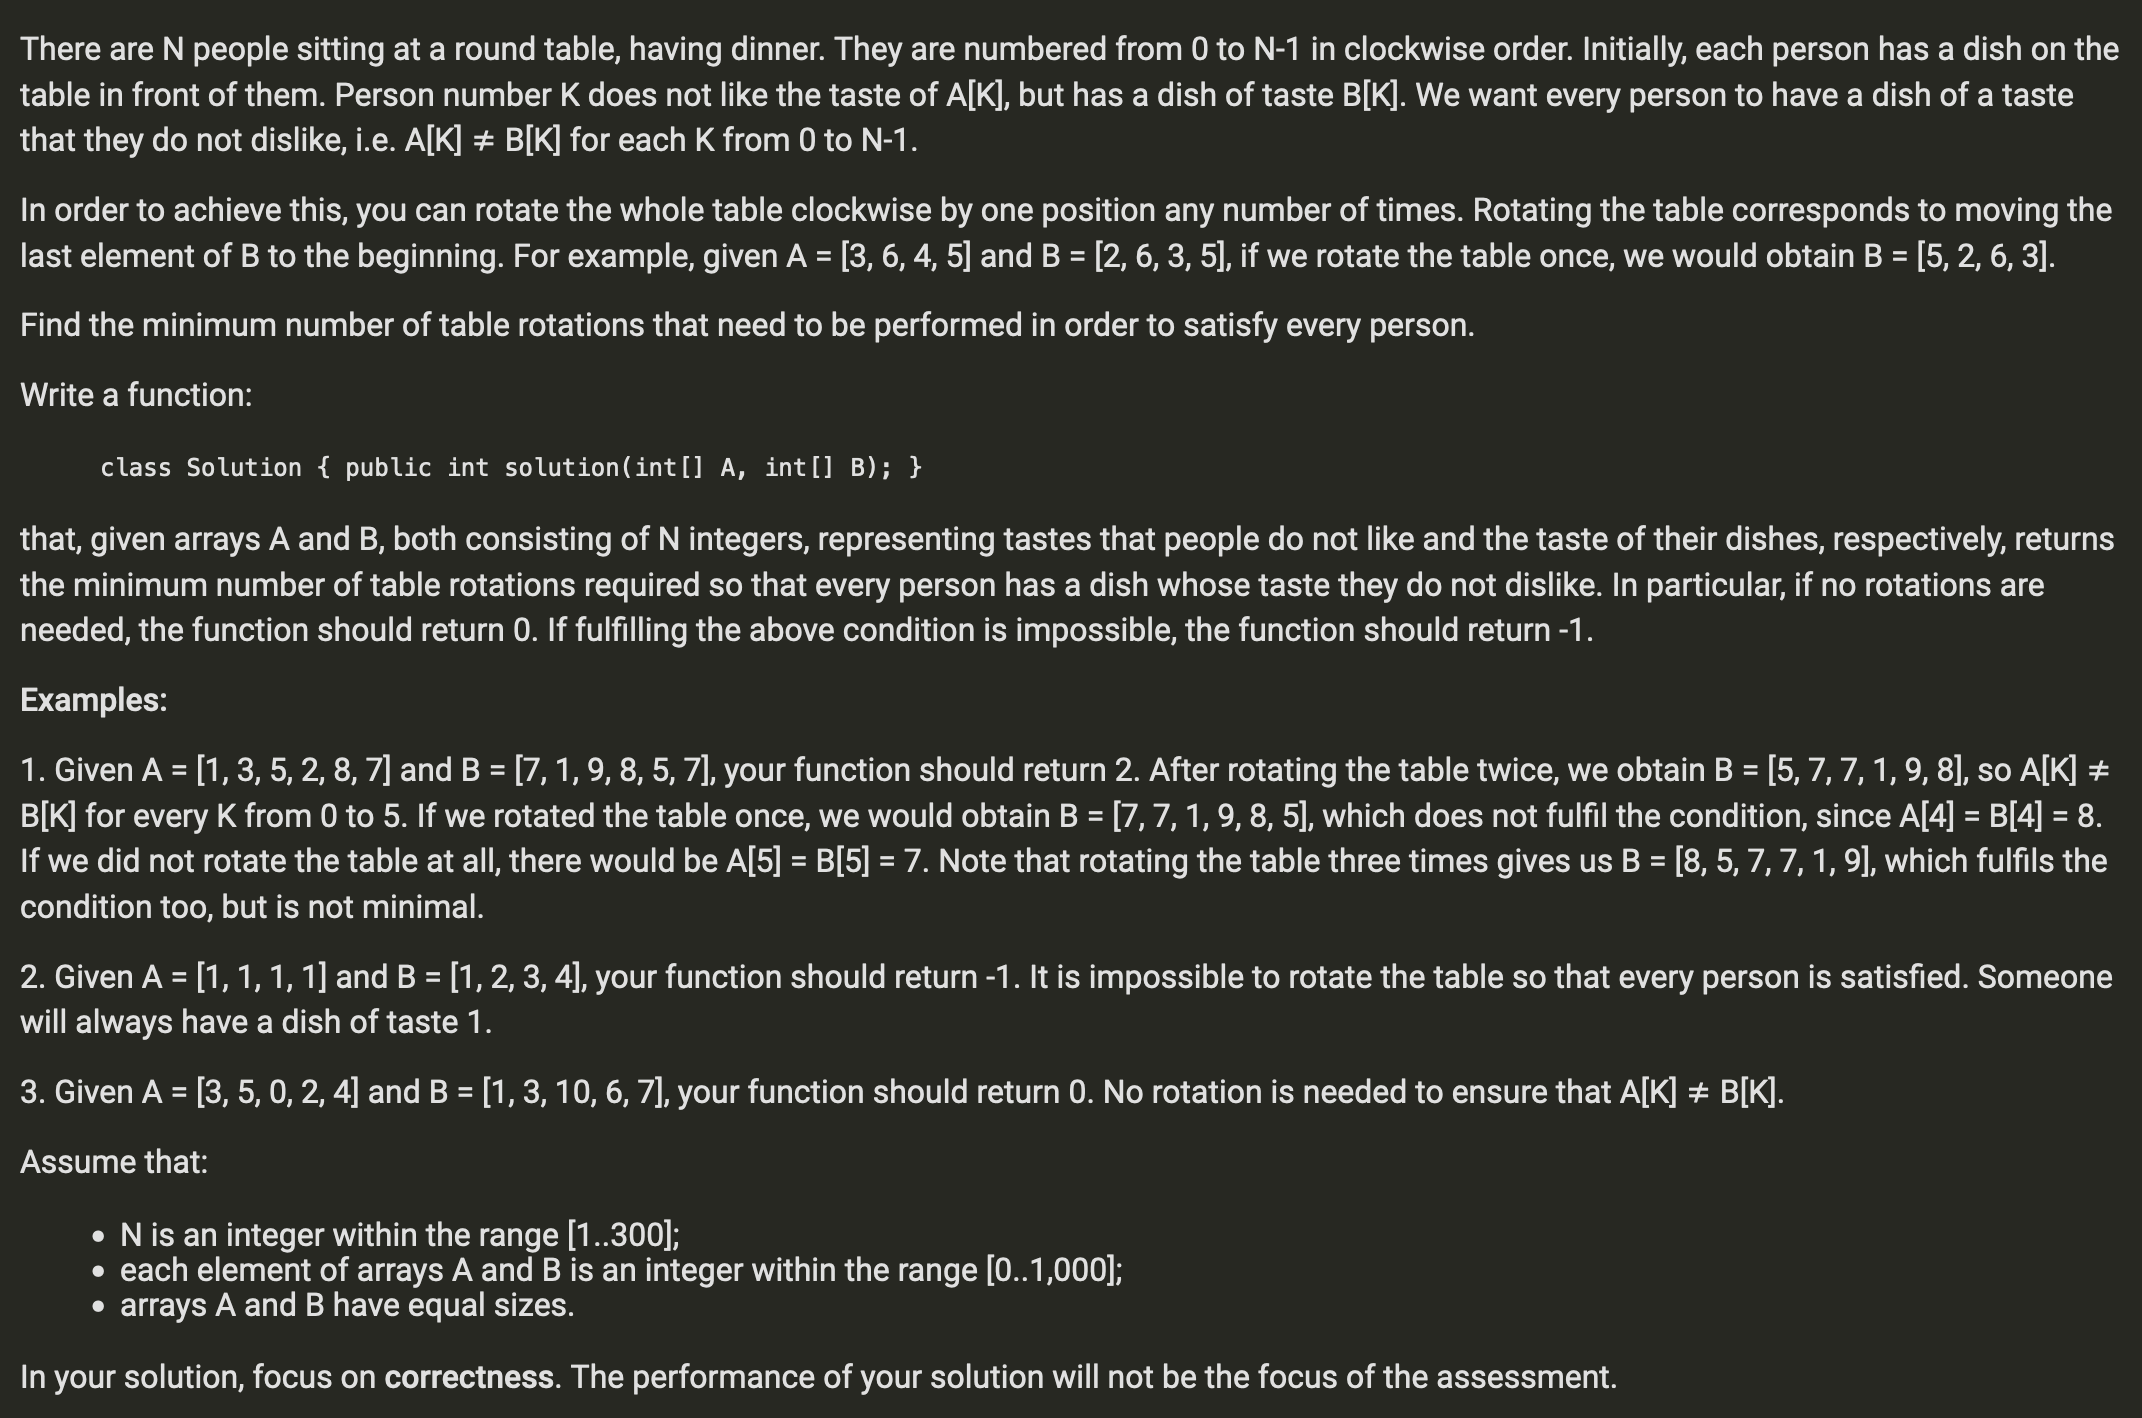 There are N people sitting at a round table, having dinner. They are numbered from 0 to N-1 in clockwise order. Initially, each person has a dish on the
table in front of them. Person number K does not like the taste of A[K], but has a dish of taste B[K]. We want every person to have a dish of a taste
that they do not dislike, i.e. A[K] ≠ B[K] for each K from 0 to N-1.
In order to achieve this, you can rotate the whole table clockwise by one position any number of times. Rotating the table corresponds to moving the
last element of B to the beginning. For example, given A = [3, 6, 4, 5] and B = [2, 6, 3, 5], if we rotate the table once, we would obtain B = [5, 2, 6, 3].
Find the minimum number of table rotations that need to be performed in order to satisfy every person.
Write a function:
class Solution { public int solution(int[] A, int[] B); }
that, given arrays A and B, both consisting of N integers, representing tastes that people do not like and the taste of their dishes, respectively, returns
the minimum number of table rotations required so that every person has a dish whose taste they do not dislike. In particular, if no rotations are
needed, the function should return 0. If fulfilling the above condition is impossible, the function should return -1.
Examples:
1. Given A = [1, 3, 5, 2, 8, 7] and B = [7, 1, 9, 8, 5, 7], your function should return 2. After rotating the table twice, we obtain B = [5, 7, 7, 1, 9, 8], so A[K] ≠
B[K] for every K from 0 to 5. If we rotated the table once, we would obtain B = [7, 7, 1, 9, 8, 5], which does not fulfil the condition, since A[4] = B[4] = 8.
If we did not rotate the table at all, there would be A[5] = B[5] = 7. Note that rotating the table three times gives us B = [8, 5, 7, 7, 1, 9], which fulfils the
condition too, but is not minimal.
2. Given A = [1, 1, 1, 1] and B = [1, 2, 3, 4], your function should return -1. It is impossible to rotate the table so that every person is satisfied. Someone
will always have a dish of taste 1.
3. Given A = [3, 5, 0, 2, 4] and B = [1, 3, 10, 6, 7], your function should return 0. No rotation is needed to ensure that A[K] ≠ B[K].
Assume that:
• N is an integer within the range [1..300];
• each element of arrays A and B is an integer within the range [0..1,000];
• arrays A and B have equal sizes.
In your solution, focus on correctness. The performance of your solution will not be the focus of the assessment.